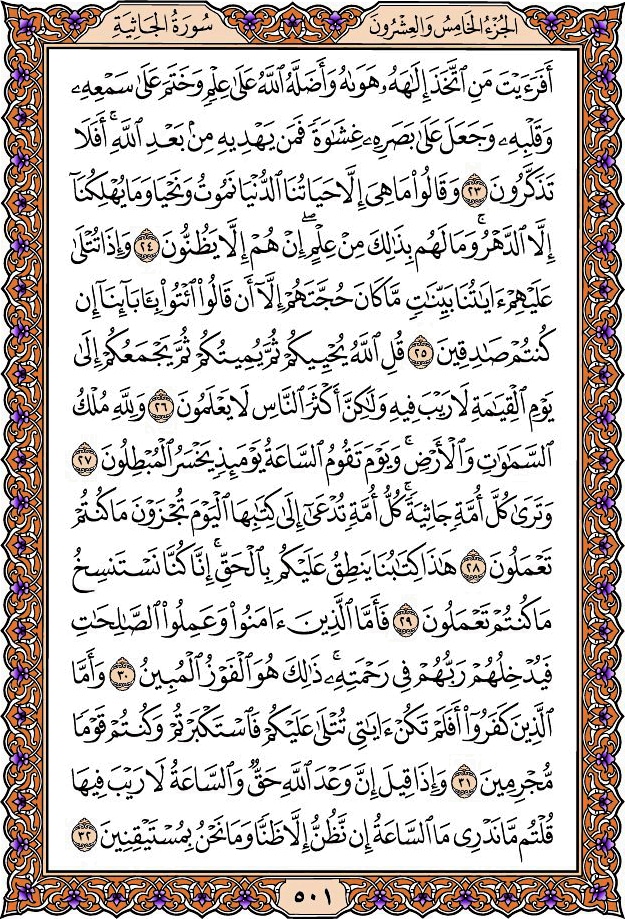 الجُزْءُ الخَامِسُ وَالعِشْرُونَ
سُورَةُ الجَاثِيَةِ
أَفَرَءَيْتَ مَنِ ٱتَّخَذَ إِلَٰهَهُۥ هَوَىٰهُ وَأَضَلَّهُ ٱللَّهُ عَلَىٰ عِلْمٍ وَخَتَمَ عَلَىٰ سَمْعِهِۦ
وَقَلْبِهِۦ وَجَعَلَ عَلَىٰ بَصَرِهِۦ غِشَٰوَةً فَمَن يَهْدِيهِ مِنۢ بَعْدِ ٱللَّهِ ۚ أَفَلَا
تَذَكَّرُونَ ٢٣ وَقَالُوا۟ مَا هِىَ إِلَّا حَيَاتُنَا ٱلدُّنْيَا نَمُوتُ وَنَحْيَا وَمَا يُهْلِكُنَآ
إِلَّا ٱلدَّهْرُ ۚ وَمَا لَهُم بِذَٰلِكَ مِنْ عِلْمٍ ۖ إِنْ هُمْ إِلَّا يَظُنُّونَ ٢٤ وَإِذَا تُتْلَىٰ
عَلَيْهِمْ ءَايَٰتُنَا بَيِّنَٰتٍ مَّا كَانَ حُجَّتَهُمْ إِلَّآ أَن قَالُوا۟ ٱئْتُوا۟ بِـَٔابَآئِنَآ إِن
كُنتُمْ صَٰدِقِينَ ٢٥ قُلِ ٱللَّهُ يُحْيِيكُمْ ثُمَّ يُمِيتُكُمْ ثُمَّ يَجْمَعُكُمْ إِلَىٰ
يَوْمِ ٱلْقِيَٰمَةِ لَا رَيْبَ فِيهِ وَلَٰكِنَّ أَكْثَرَ ٱلنَّاسِ لَا يَعْلَمُونَ ٢٦ وَلِلَّهِ مُلْكُ
ٱلسَّمَٰوَٰتِ وَٱلْأَرْضِ ۚ وَيَوْمَ تَقُومُ ٱلسَّاعَةُ يَوْمَئِذٍ يَخْسَرُ ٱلْمُبْطِلُونَ ٢٧
وَتَرَىٰ كُلَّ أُمَّةٍ جَاثِيَةً ۚ كُلُّ أُمَّةٍ تُدْعَىٰٓ إِلَىٰ كِتَٰبِهَا ٱلْيَوْمَ تُجْزَوْنَ مَا كُنتُمْ
تَعْمَلُونَ ٢٨ هَٰذَا كِتَٰبُنَا يَنطِقُ عَلَيْكُم بِٱلْحَقِّ ۚ إِنَّا كُنَّا نَسْتَنسِخُ
مَا كُنتُمْ تَعْمَلُونَ ٢٩ فَأَمَّا ٱلَّذِينَ ءَامَنُوا۟ وَعَمِلُوا۟ ٱلصَّٰلِحَٰتِ
فَيُدْخِلُهُمْ رَبُّهُمْ فِى رَحْمَتِهِۦ ۚ ذَٰلِكَ هُوَ ٱلْفَوْزُ ٱلْمُبِينُ ٣٠ وَأَمَّا
ٱلَّذِينَ كَفَرُوٓا۟ أَفَلَمْ تَكُنْ ءَايَٰتِى تُتْلَىٰ عَلَيْكُمْ فَٱسْتَكْبَرْتُمْ وَكُنتُمْ قَوْمًا
مُّجْرِمِينَ ٣١ وَإِذَا قِيلَ إِنَّ وَعْدَ ٱللَّهِ حَقٌّ وَٱلسَّاعَةُ لَا رَيْبَ فِيهَا
قُلْتُم مَّا نَدْرِى مَا ٱلسَّاعَةُ إِن نَّظُنُّ إِلَّا ظَنًّا وَمَا نَحْنُ بِمُسْتَيْقِنِينَ ٣٢
٥٠١